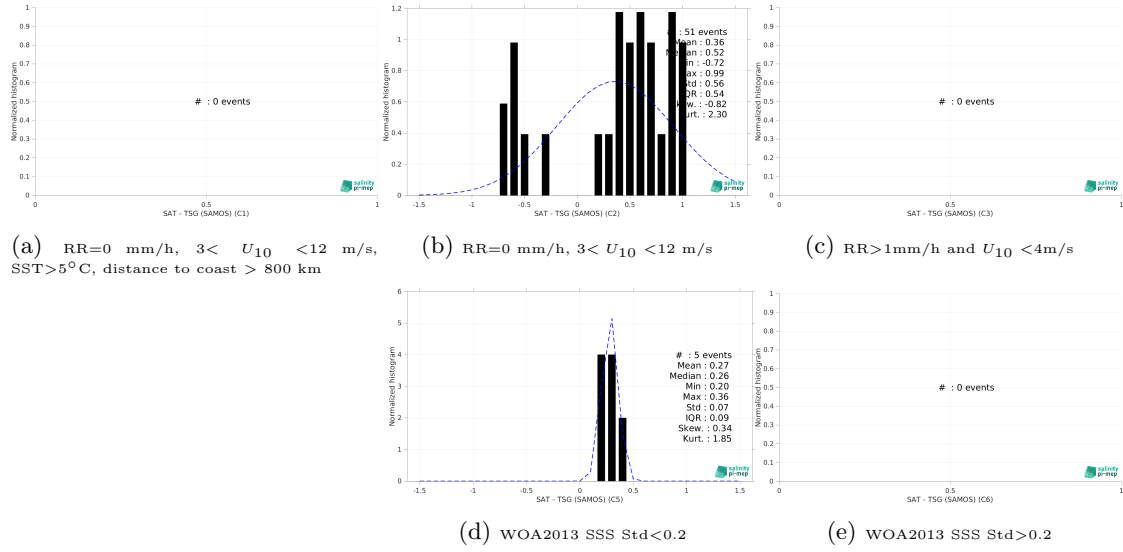 1
0.9
0.8
0.7
0.6
0.5
0.4
0.3
0.2
0.1
0
Normalized histogram
# : 0 events
salinity
pi-mep
0 0.5 1
SAT - TSG (SAMOS) (C1)
(a) RR=0 mm/h, 3< U10 <12 m/s,
SST>5°C, distance to coast > 800 km
1.2
1
0.8
0.6
0.4
0.2
0
Normalized histogram
# : 51 events
Mean : 0.36
Median : 0.52
Min : -0.72
Max : 0.99
Std : 0.56
IQR : 0.54
Skew. : -0.82
Kurt. : 2.30
salinity
pi-mep
-1.5 -1 -0.5 0 0.5 1 1.5
SAT - TSG (SAMOS) (C2)
(b) RR=0 mm/h, 3< U10 <12 m/s
1
0.9
0.8
0.7
0.6
0.5
0.4
0.3
0.2
0.1
0
Normalized histogram
# : 0 events
salinity
pi-mep
0 0.5 1
SAT - TSG (SAMOS) (C3)
(c) RR>1mm/h and U10 <4m/s
6
5
4
3
2
1
0
Normalized histogram
# : 5 events
Mean : 0.27
Median : 0.26
Min : 0.20
Max : 0.36
Std : 0.07
IQR : 0.09
Skew. : 0.34
Kurt. : 1.85
salinity
pi-mep
-1.5 -1 -0.5 0 0.5 1 1.5
SAT - TSG (SAMOS) (C5)
(d) WOA2013 SSS Std<0.2
1
0.9
0.8
0.7
0.6
0.5
0.4
0.3
0.2
0.1
0
Normalized histogram
# : 0 events
salinity
pi-mep
0 0.5 1
SAT - TSG (SAMOS) (C6)
(e) WOA2013 SSS Std>0.2